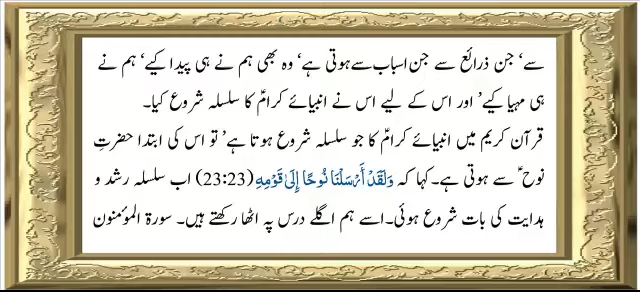 سے‘ جن ذرائع سے جن اسباب سے ہوتی ہے‘ وہ بھی ہم نے ہی پیدا کیے‘ ہم نے
ہی مہیا کیے‘ اور اس کے لیے اس نے انبیائے کرامؑ کا سلسلہ شروع کیا۔
قرآن کریم میں انبیائے کرامؑ کا جو سلسلہ شروع ہوتا ہے‘ تو اس کی ابتدا حضرتِ
نوح ؑ سے ہوتی ہے۔ کہا کہ وَلَقَدْ أَرْسَلْنَا نُوحًا إِلَىٰ قَوْمِهِ (23:23) اب سلسلہ رشد و
ہدایت کی بات شروع ہوئی۔ اسے ہم اگلے درس پہ اٹھا رکھتے ہیں۔ سورۃ المؤمنون